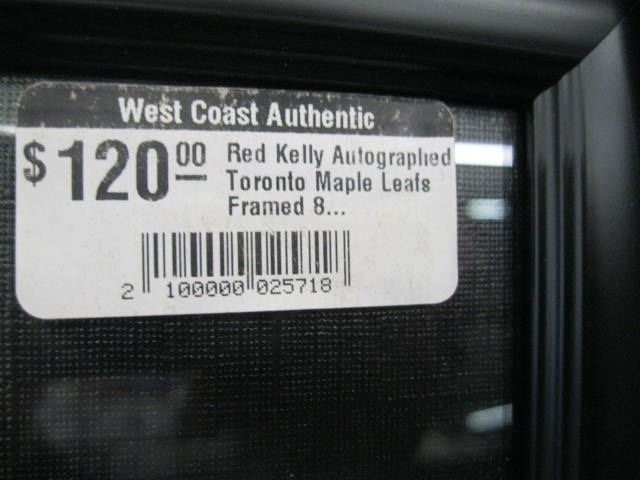 West Coast Authentic
$120.00
Red Kelly Autographed
Toronto Maple Leafs
Framed 8...
2 100000 025718